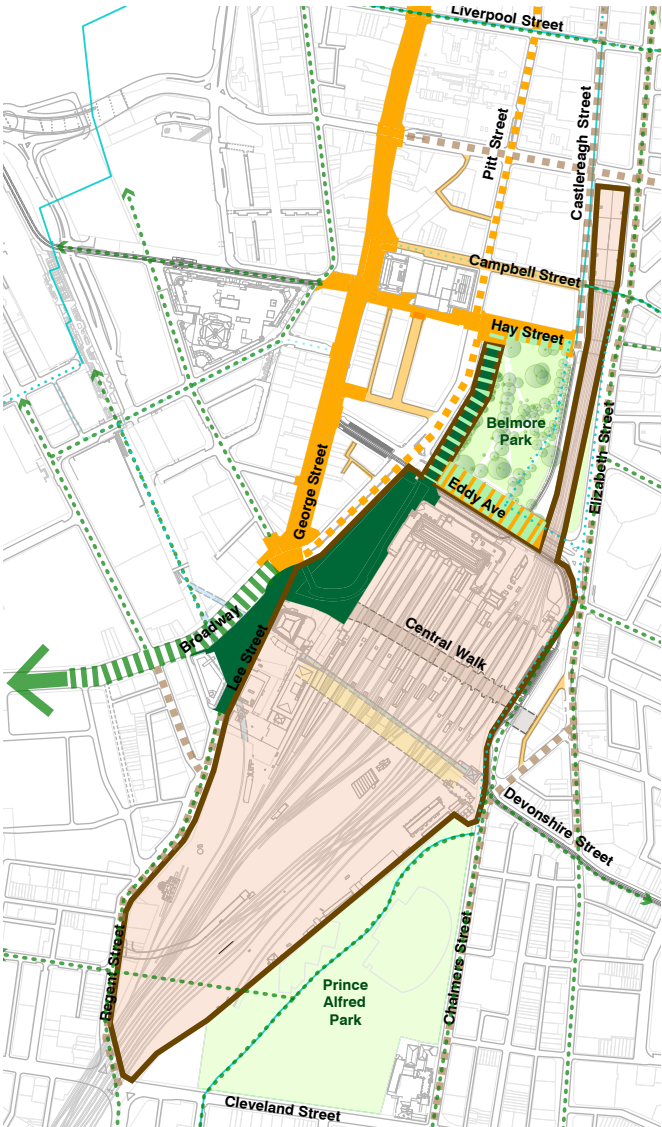 Liverpool Street
Pitt Street
Castlereagh Street
Campbell Street
Hay Street
Belmore
Park
Elizabeth Street
George Street
Eddy Ave
Broadway
Lee Street
Central Walk
Devonshire Street
Regent Street
Prince
Alfred
Park
Chalmers Street
Cleveland Street